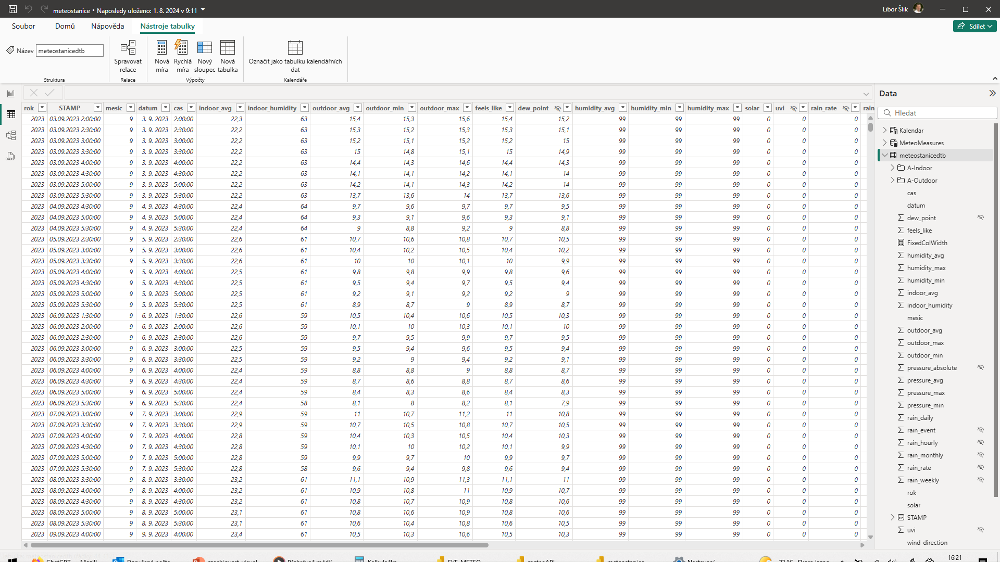 meteostanice • Naposledy uloženo: 1. 8. 2024 v 9:11
Libor Šlik
Soubor Domů Nápověda Nástroje tabulky
Sdílet
Název meteostanicedtb
Spravovat relace
Nová míra
Rychlá míra
Nový sloupec
Nová tabulka
Označit jako tabulku kalendářních dat
Struktura Relace Výpočty Kalendáře
rok STAMP mesic datum cas indoor_avg indoor_humidity outdoor_avg outdoor_min outdoor_max feels_like dew_point humidity_avg humidity_min humidity_max solar uvi rain_rate rain
2023 03.09.2023 2:00:00 9 3. 9. 2023 2:00:00 22,3 63 15,4 15,3 15,6 15,4 15,2 99 99 99 0 0 0
2023 03.09.2023 2:30:00 9 3. 9. 2023 2:30:00 22,2 63 15,3 15,2 15,3 15,3 15,1 99 99 99 0 0 0
2023 03.09.2023 3:00:00 9 3. 9. 2023 3:00:00 22,2 63 15,2 15,1 15,2 15,2 15 99 99 99 0 0 0
2023 03.09.2023 3:30:00 9 3. 9. 2023 3:30:00 22,2 63 15 14,8 15,1 15 14,9 99 99 99 0 0 0
2023 03.09.2023 4:00:00 9 3. 9. 2023 4:00:00 22,2 63 14,4 14,3 14,6 14,4 14,3 99 99 99 0 0 0
2023 03.09.2023 4:30:00 9 3. 9. 2023 4:30:00 22,2 63 14,1 14,1 14,2 14,1 14 99 99 99 0 0 0
2023 03.09.2023 5:00:00 9 3. 9. 2023 5:00:00 22,2 63 14,2 14,1 14,3 14,2 14 99 99 99 0 0 0
2023 03.09.2023 5:30:00 9 3. 9. 2023 5:30:00 22,2 63 13,7 13,6 14 13,7 13,6 99 99 99 0 0 0
2023 04.09.2023 4:30:00 9 4. 9. 2023 4:30:00 22,4 64 9,7 9,6 9,7 9,7 9,5 99 99 99 0 0 0
2023 04.09.2023 5:00:00 9 4. 9. 2023 5:00:00 22,4 64 9,3 9,1 9,6 9,3 9,1 99 99 99 0 0 0
2023 04.09.2023 5:30:00 9 4. 9. 2023 5:30:00 22,4 64 9 8,8 9,2 9 8,8 99 99 99 0 0 0
2023 05.09.2023 2:30:00 9 5. 9. 2023 2:30:00 22,6 61 10,7 10,6 10,8 10,7 10,5 99 99 99 0 0 0
2023 05.09.2023 3:00:00 9 5. 9. 2023 3:00:00 22,6 61 10,4 10,2 10,5 10,4 10,2 99 99 99 0 0 0
2023 05.09.2023 3:30:00 9 5. 9. 2023 3:30:00 22,6 61 10 10 10,1 10 9,9 99 99 99 0 0 0
2023 05.09.2023 4:00:00 9 5. 9. 2023 4:00:00 22,5 61 9,8 9,8 9,9 9,8 9,6 99 99 99 0 0 0
2023 05.09.2023 4:30:00 9 5. 9. 2023 4:30:00 22,5 61 9,5 9,4 9,7 9,5 9,4 99 99 99 0 0 0
2023 05.09.2023 5:00:00 9 5. 9. 2023 5:00:00 22,5 61 9,2 9,1 9,2 9,2 9 99 99 99 0 0 0
2023 05.09.2023 5:30:00 9 5. 9. 2023 5:30:00 22,5 61 8,9 8,7 9 8,9 8,7 99 99 99 0 0 0
2023 06.09.2023 1:30:00 9 6. 9. 2023 1:30:00 22,6 59 10,5 10,4 10,6 10,5 10,3 99 99 99 0 0 0
2023 06.09.2023 2:00:00 9 6. 9. 2023 2:00:00 22,6 59 10,1 10 10,3 10,1 10 99 99 99 0 0 0
2023 06.09.2023 2:30:00 9 6. 9. 2023 2:30:00 22,6 59 9,7 9,5 9,9 9,7 9,5 99 99 99 0 0 0
2023 06.09.2023 3:00:00 9 6. 9. 2023 3:00:00 22,5 59 9,5 9,4 9,6 9,5 9,4 99 99 99 0 0 0
2023 06.09.2023 3:30:00 9 6. 9. 2023 3:30:00 22,5 59 9,2 9 9,4 9,2 9,1 99 99 99 0 0 0
2023 06.09.2023 4:00:00 9 6. 9. 2023 4:00:00 22,4 59 8,8 8,8 9 8,8 8,7 99 99 99 0 0 0
2023 06.09.2023 4:30:00 9 6. 9. 2023 4:30:00 22,4 59 8,7 8,6 8,8 8,7 8,6 99 99 99 0 0 0
2023 06.09.2023 5:00:00 9 6. 9. 2023 5:00:00 22,4 59 8,4 8,3 8,6 8,4 8,3 99 99 99 0 0 0
2023 06.09.2023 5:30:00 9 6. 9. 2023 5:30:00 22,4 58 8,1 8 8,2 8,1 7,9 99 99 99 0 0 0
2023 07.09.2023 3:00:00 9 7. 9. 2023 3:00:00 22,9 59 11 10,7 11,2 11 10,8 99 99 99 0 0 0
2023 07.09.2023 3:30:00 9 7. 9. 2023 3:30:00 22,9 59 10,7 10,5 10,8 10,7 10,5 99 99 99 0 0 0
2023 07.09.2023 4:00:00 9 7. 9. 2023 4:00:00 22,8 59 10,4 10,3 10,5 10,4 10,3 99 99 99 0 0 0
2023 07.09.2023 4:30:00 9 7. 9. 2023 4:30:00 22,8 59 10,1 10 10,2 10,1 9,9 99 99 99 0 0 0
2023 07.09.2023 5:00:00 9 7. 9. 2023 5:00:00 22,8 59 9,9 9,7 10 9,9 9,7 99 99 99 0 0 0
2023 07.09.2023 5:30:00 9 7. 9. 2023 5:30:00 22,8 58 9,6 9,4 9,8 9,6 9,4 99 99 99 0 0 0
2023 08.09.2023 3:30:00 9 8. 9. 2023 3:30:00 23,2 61 11,1 10,9 11,3 11,1 11 99 99 99 0 0 0
2023 08.09.2023 4:00:00 9 8. 9. 2023 4:00:00 23,2 61 10,9 10,8 11 10,9 10,7 99 99 99 0 0 0
2023 08.09.2023 4:30:00 9 8. 9. 2023 4:30:00 23,2 61 10,8 10,7 10,9 10,8 10,6 99 99 99 0 0 0
2023 08.09.2023 5:00:00 9 8. 9. 2023 5:00:00 23,1 61 10,8 10,6 10,9 10,8 10,6 99 99 99 0 0 0
2023 08.09.2023 5:30:00 9 8. 9. 2023 5:30:00 23,1 61 10,6 10,4 10,8 10,6 10,5 99 99 99 0 0 0
2023 09.09.2023 4:00:00 9 9. 9. 2023 4:00:00 23,4 61 10,5 10,3 10,6 10,5 10,3 99 99 99 0 0 0
Data
Hledat
Kalendar
MeteoMeasures
meteostanicedtb
A-Indoor
A-Outdoor
cas
datum
dew_point
feels_like
FixedColWidth
humidity_avg
humidity_max
humidity_min
indoor_avg
indoor_humidity
mesic
outdoor_avg
outdoor_max
outdoor_min
pressure_absolute
pressure_avg
pressure_max
pressure_min
rain_daily
rain_event
rain_hourly
rain_monthly
rain_rate
rain_weekly
rok
solar
STAMP
uvi
wind_direction
16:21